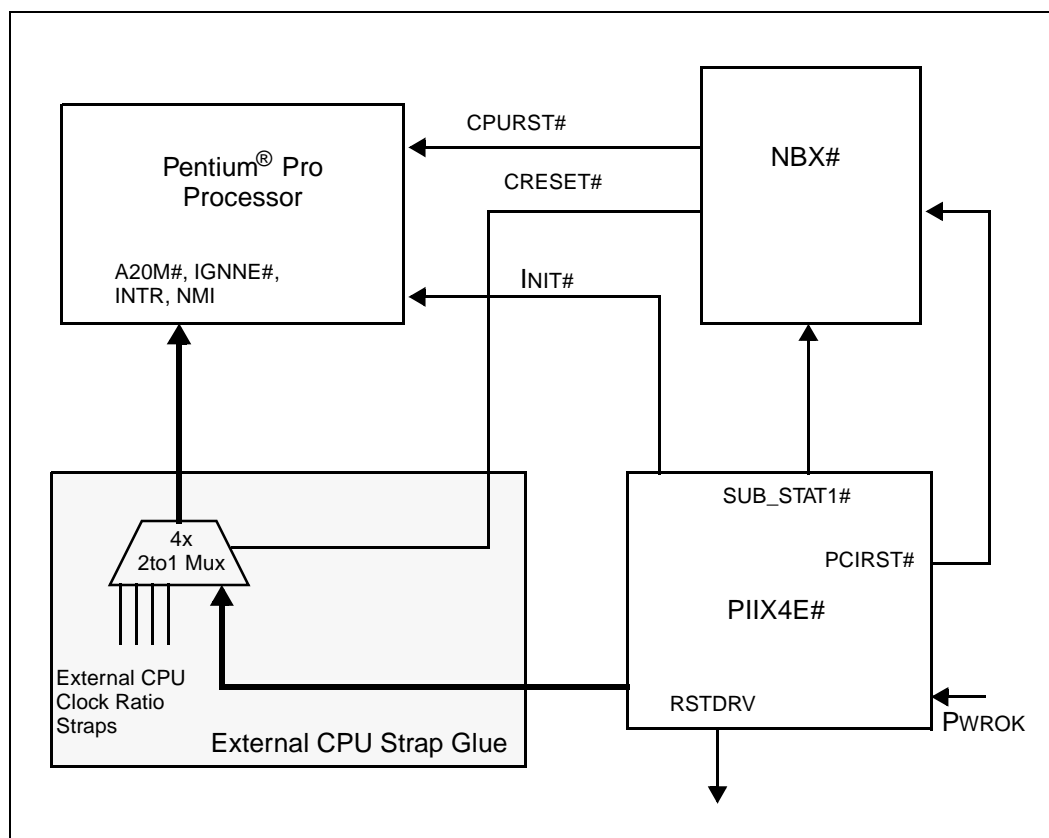 CPURST#
NBX#
Pentium® Pro
Processor
CRESET#
A20M#, IGNNE#,
INTR, NMI
INIT#
SUB_STAT1#
4x
2to1 Mux
PCIRST#
PIIX4E#
External CPU
Clock Ratio
Straps
RSTDRV
PWROK
External CPU Strap Glue